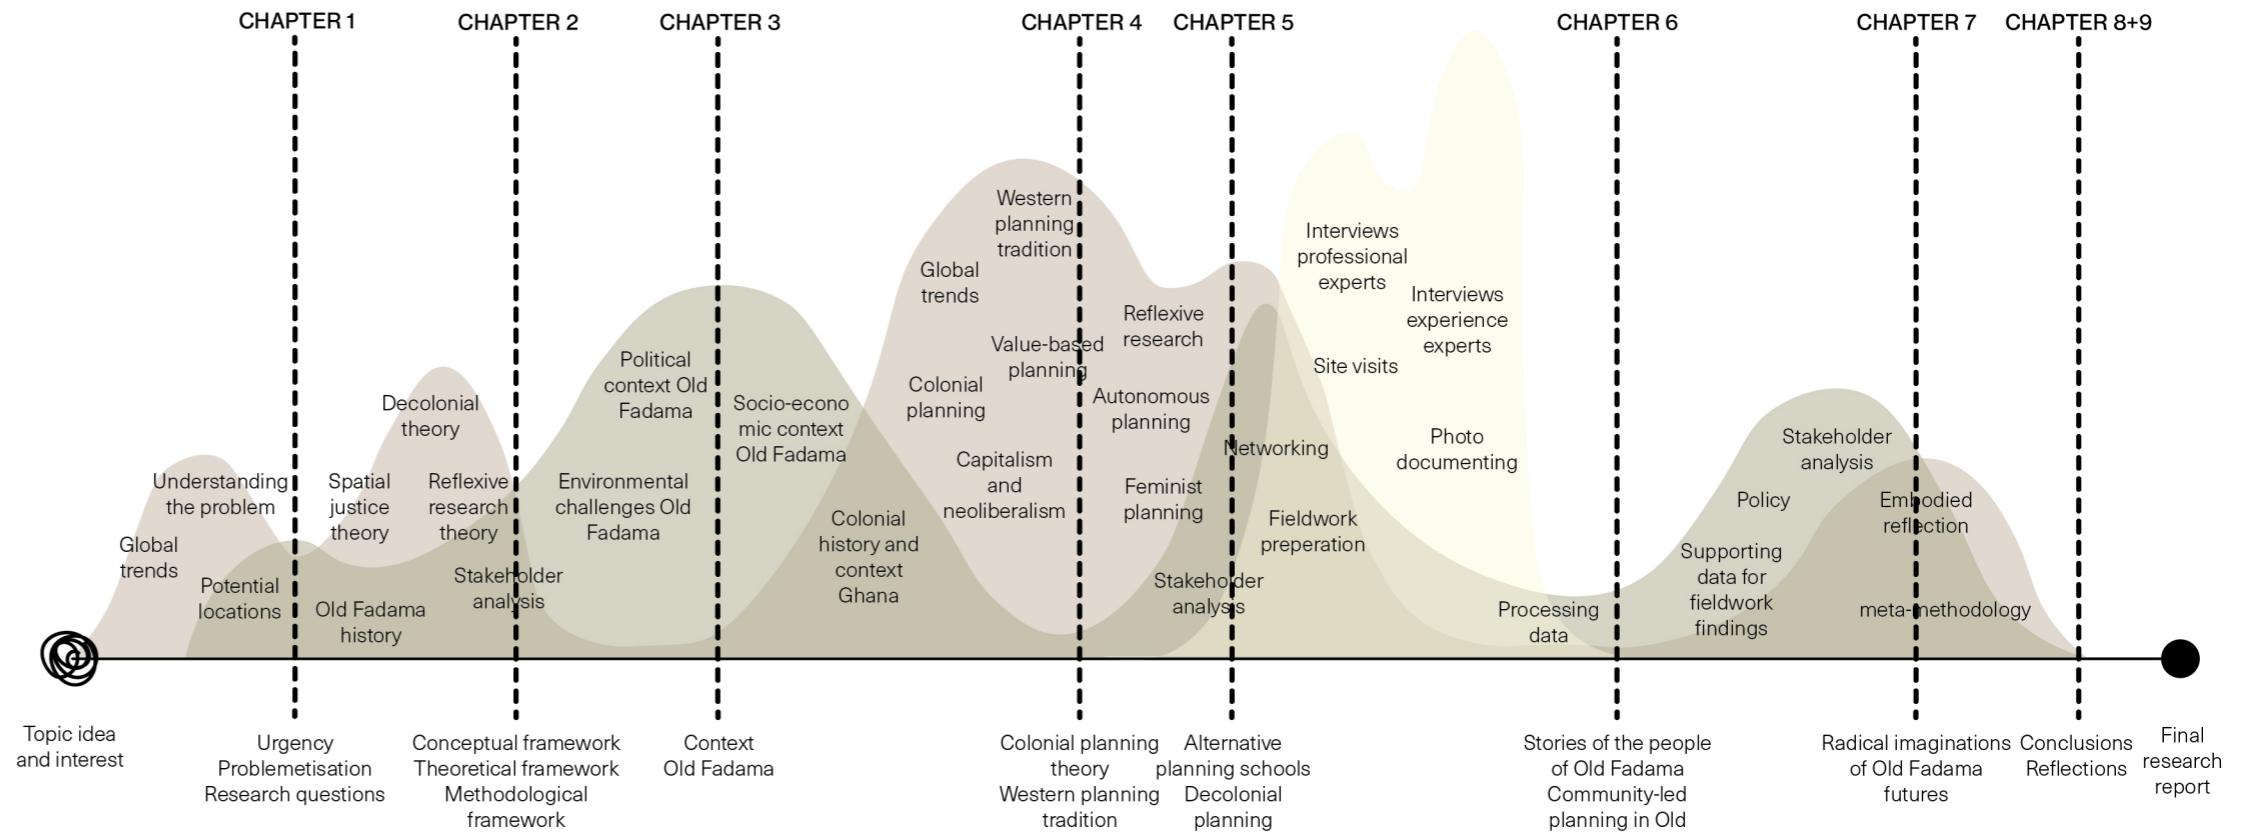 CHAPTER 1
CHAPTER 2
CHAPTER 3
CHAPTER 4
CHAPTER 5
CHAPTER 6
CHAPTER 7
CHAPTER 8+9
Global
trends
Understanding
the problem
Potential
locations
Spatial
justice
theory
Old Fadama
history
Decolonial
theory
Reflexive
research
theory
Stakeholder
analysis
Political
context Old
Fadama
Environmental
challenges Old
Fadama
Socio-econo
mic context
Old Fadama
Colonial
history and
context
Ghana
Global
trends
Colonial
planning
Western
planning
tradition
Value-based
planning
Capitalism
and
neoliberalism
Reflexive
research
Autonomous
planning
Feminist
planning
Stakeholder
analysis
Networking
Fieldwork
preperation
Interviews
professional
experts
Site visits
Interviews
experience
experts
Photo
documenting
Processing
data
Stakeholder
analysis
Policy
Supporting
data for
fieldwork
findings
Embodied
reflection
meta-methodology
Topic idea
and interest
Urgency
Problemetisation
Research questions
Conceptual framework
Theoretical framework
Methodological
framework
Context
Old Fadama
Colonial planning
theory
Western planning
tradition
Alternative
planning schools
Decolonial
planning
Stories of the people
of Old Fadama
Community-led
planning in Old
Radical imaginations
of Old Fadama
futures
Conclusions
Reflections
Final
research
report